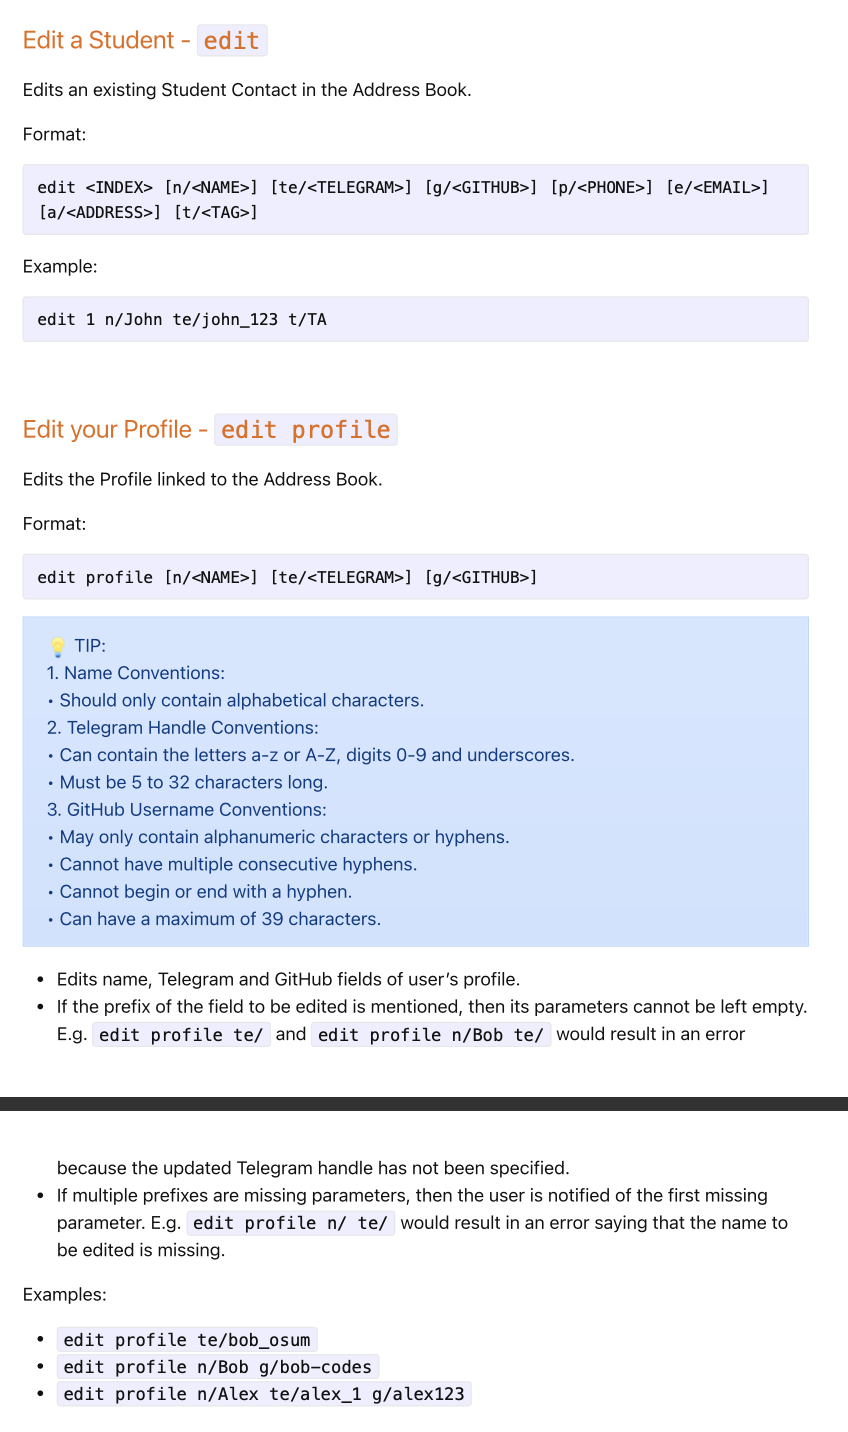 Edit a Student - edit
Edits an existing Student Contact in the Address Book.
Format:
edit <INDEX> [n/<NAME>] [te/<TELEGRAM>] [g/<GITHUB>] [p/<PHONE>] [e/<EMAIL>]
[a/<ADDRESS>] [t/<TAG>]
Example:
edit 1 n/John te/john_123 t/TA
Edit your Profile - edit profile
Edits the Profile linked to the Address Book.
Format:
edit profile [n/<NAME>] [te/<TELEGRAM>] [g/<GITHUB>]
💡 TIP:
1. Name Conventions:
• Should only contain alphabetical characters.
2. Telegram Handle Conventions:
• Can contain the letters a-z or A-Z, digits 0-9 and underscores.
• Must be 5 to 32 characters long.
3. GitHub Username Conventions:
• May only contain alphanumeric characters or hyphens.
• Cannot have multiple consecutive hyphens.
• Cannot begin or end with a hyphen.
• Can have a maximum of 39 characters.
• Edits name, Telegram and GitHub fields of user’s profile.
• If the prefix of the field to be edited is mentioned, then its parameters cannot be left empty.
E.g. edit profile te/ and edit profile n/Bob te/ would result in an error
because the updated Telegram handle has not been specified.
• If multiple prefixes are missing parameters, then the user is notified of the first missing
parameter. E.g. edit profile n/ te/ would result in an error saying that the name to
be edited is missing.
Examples:
• edit profile te/bob_osum
• edit profile n/Bob g/bob-codes
• edit profile n/Alex te/alex_1 g/alex123